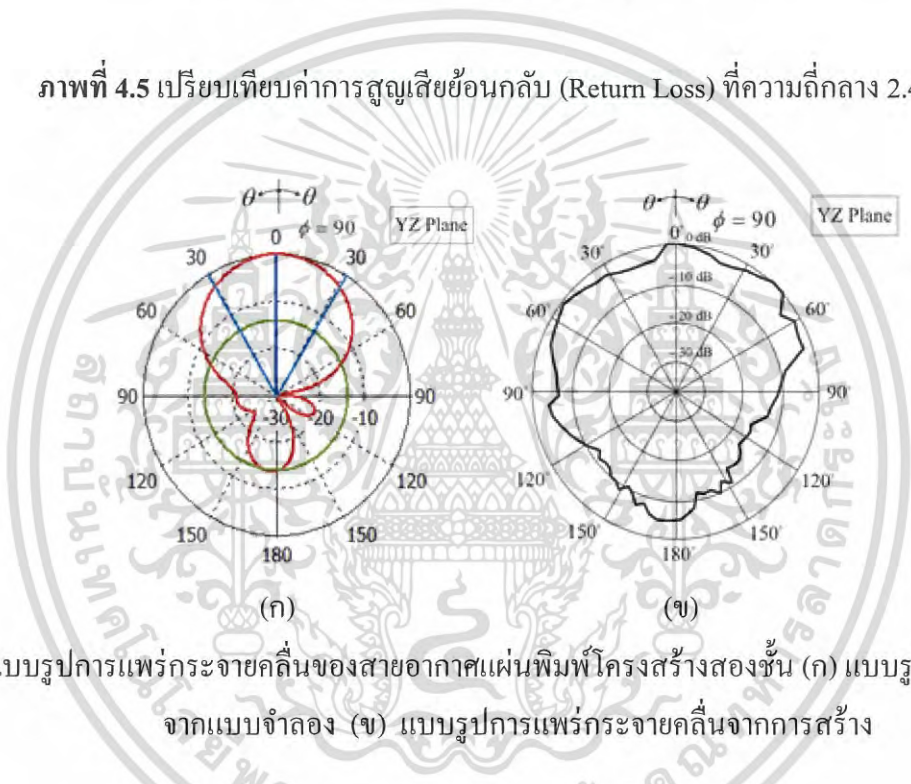 ภาพที่ 4.5 เปรียบเทียบค่าการสูญเสียย้อนกลับ (Return Loss) ที่ความถี่กลาง 2.4
θ θ
ϕ = 90
YZ Plane
0
30 30
60 60
90 90
-30 -20 -10
120 120
150 150
180
(ก)
θ θ
ϕ = 90
YZ Plane
0° 0 dB
30° 30°
-10 dB
60° 60°
-20 dB
-30 dB
90° 90°
120° 120°
150° 150°
180°
(ข)
แบบรูปการแพร่กระจายคลื่นของสายอากาศแผ่นพิมพ์โครงสร้างสองชั้น (ก) แบบรู
จากแบบจำลอง (ข) แบบรูปการแพร่กระจายคลื่นจากการสร้าง